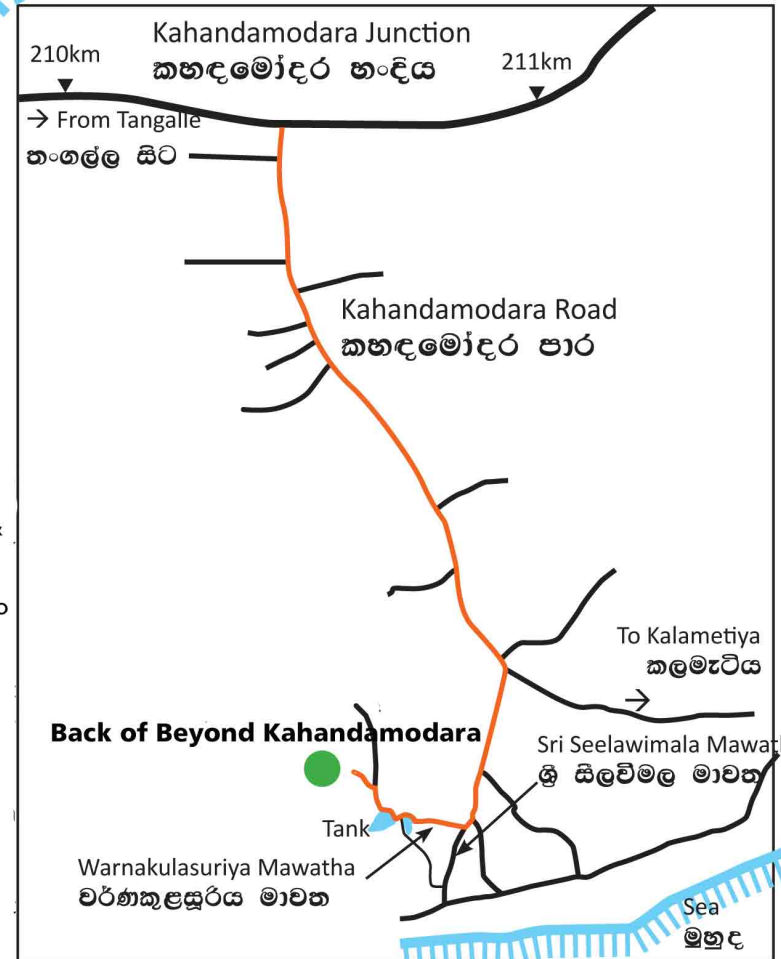 Kahandamodara Junction
කහඳමෝදර හංදිය
210km
211km
→ From Tangalle
තංගල්ල සිට
Kahandamodara Road
කහඳමෝදර පාර
To Kalametiya
කලමැටිය
→
Back of Beyond Kahandamodara
Sri Seelawimala Mawath
ශ්‍රී සීලවිමල මාවත
Tank
Warnakulasuriya Mawatha
වර්ණකුළසූරිය මාවත
Sea
මුහුද